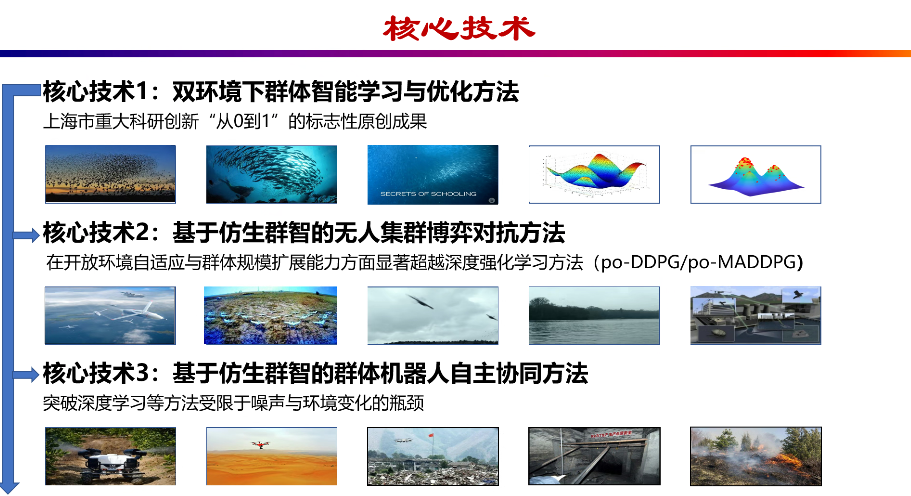 核心技术
核心技术1：双环境下群体智能学习与优化方法
上海市重大科研创新“从0到1”的标志性原创成果
SECRETS OF SCHOOLING
核心技术2：基于仿生群智的无人集群博弈对抗方法
在开放环境自适应与群体规模扩展能力方面显著超越深度强化学习方法（po-DDPG/po-MADDPG)
核心技术3：基于仿生群智的群体机器人自主协同方法
突破深度学习等方法受限于噪声与环境变化的瓶颈